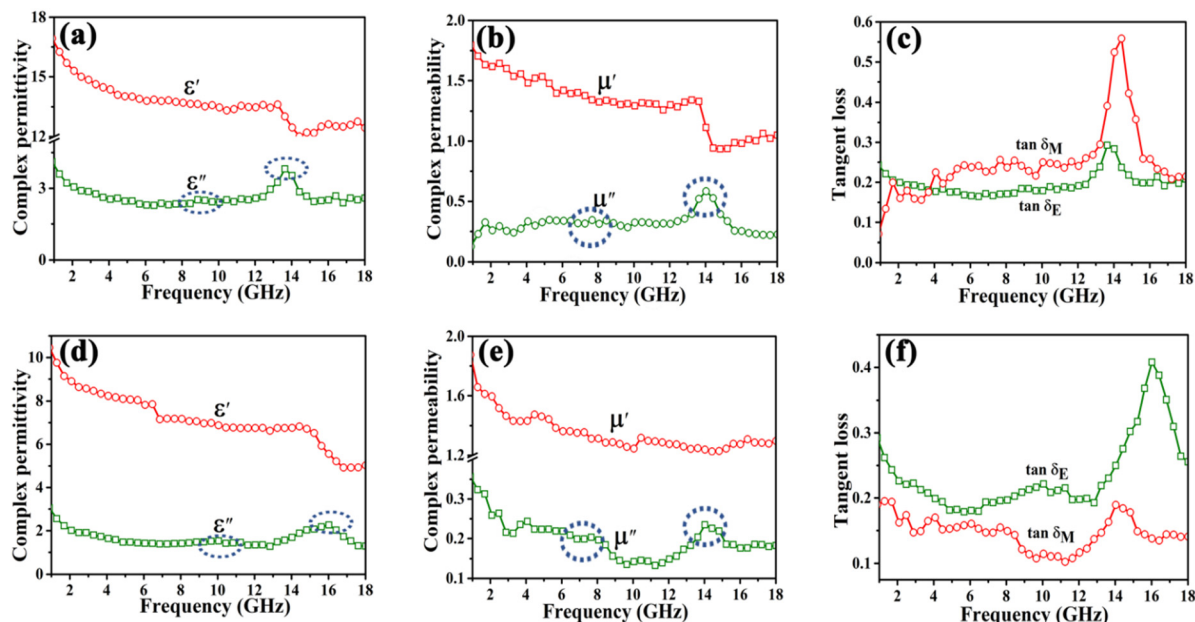 (a)
Complex permittivity
18
15
12
3
0
ε′
ε″
2 4 6 8 10 12 14 16 18
Frequency (GHz)
(b)
Complex permeability
2.0
1.5
1.0
0.5
0.0
μ′
μ″
2 4 6 8 10 12 14 16 18
Frequency (GHz)
(c)
Tangent loss
0.6
0.5
0.4
0.3
0.2
0.1
0.0
tan δM
tan δE
2 4 6 8 10 12 14 16 18
Frequency (GHz)
(d)
Complex permittivity
10
8
6
4
2
0
ε′
ε″
2 4 6 8 10 12 14 16 18
Frequency (GHz)
(e)
Complex permeability
2.0
1.6
1.2
0.3
0.2
0.1
μ′
μ″
2 4 6 8 10 12 14 16 18
Frequency (GHz)
(f)
Tangent loss
0.4
0.3
0.2
0.1
tan δE
tan δM
2 4 6 8 10 12 14 16 18
Frequency (GHz)